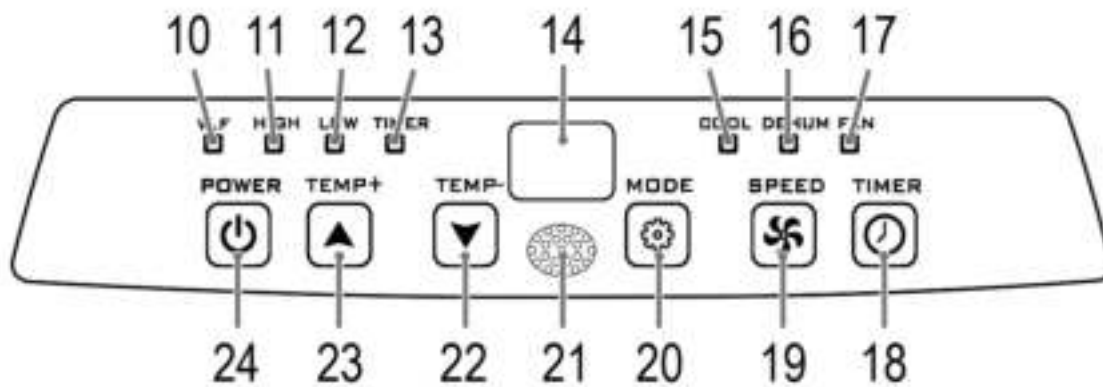 10 11 12 13 14 15 16 17
HIGH LOW TIMER COOL DEHUM FAN
POWER TEMP+ TEMP- MODE SPEED TIMER
24 23 22 21 20 19 18